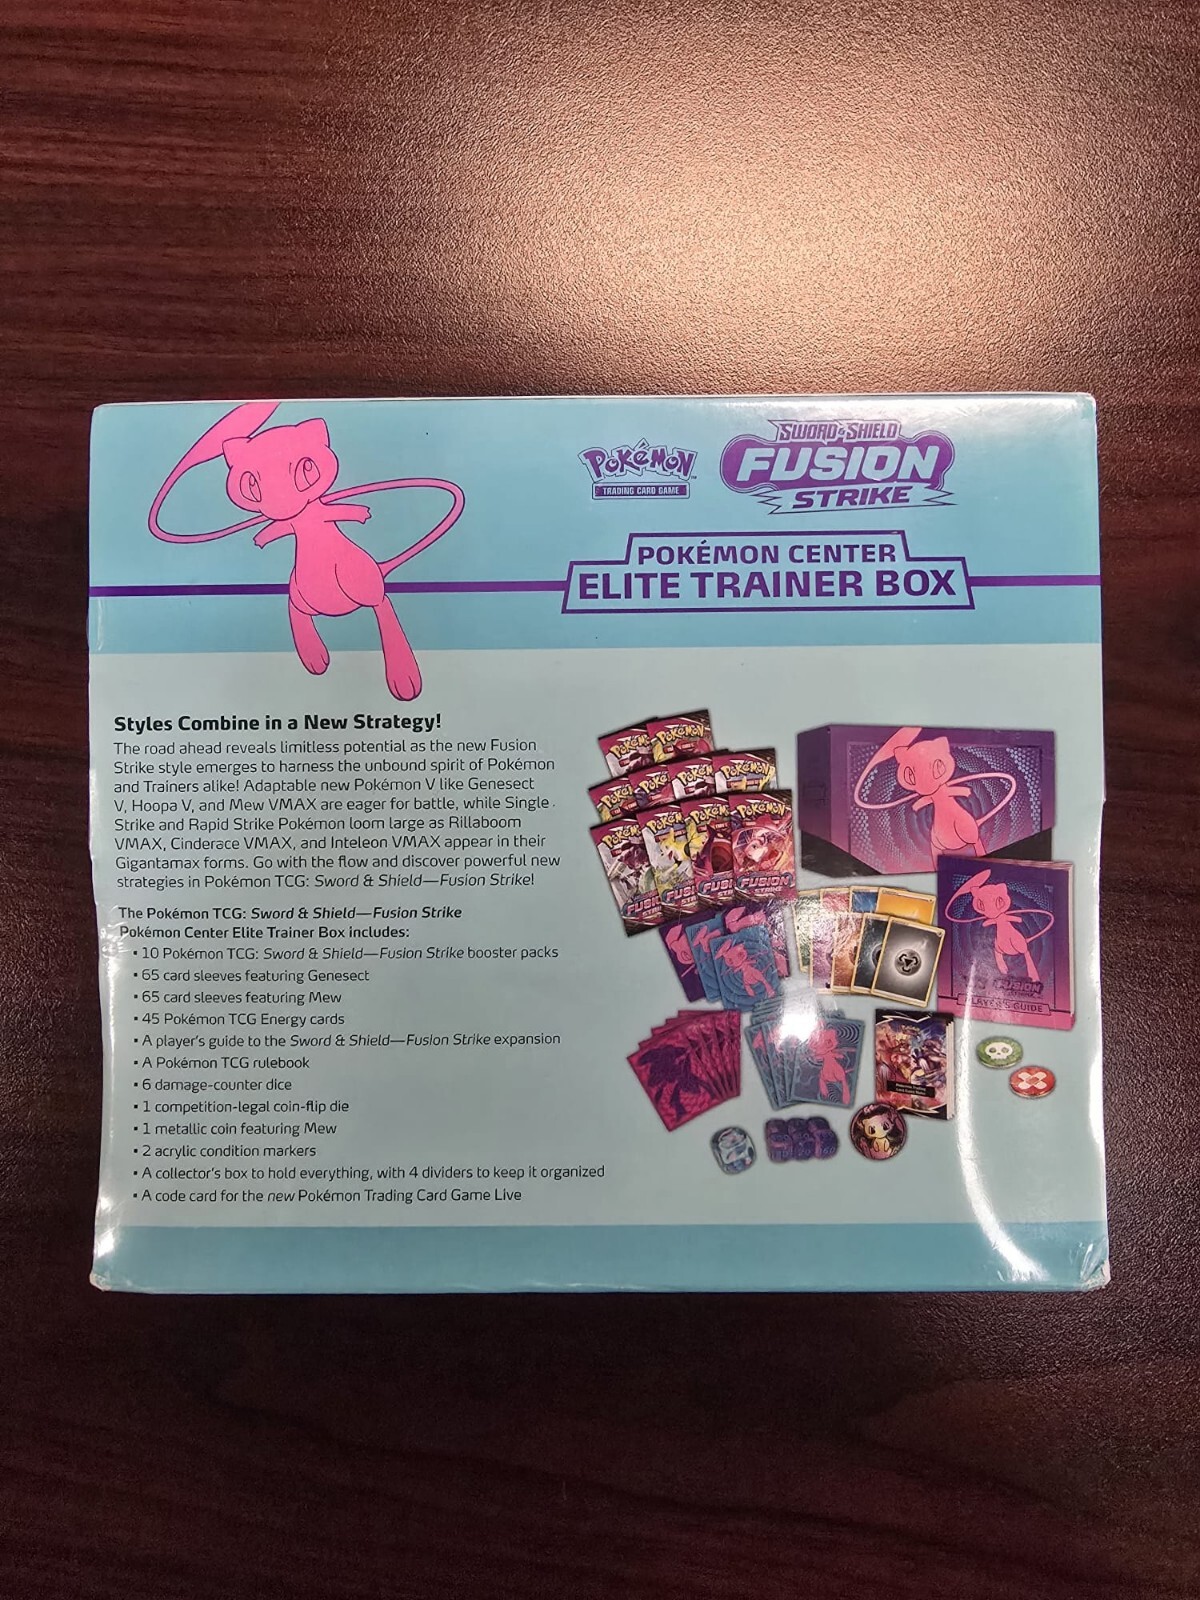 Pokémon
TRADING CARD GAME
SWORD & SHIELD
FUSION
STRIKE
POKÉMON CENTER
ELITE TRAINER BOX
Styles Combine in a New Strategy!
The road ahead reveals limitless potential as the new Fusion
Strike style emerges to harness the unbound spirit of Pokémon
and Trainers alike! Adaptable new Pokémon V like Genesect
V, Hoopa V, and Mew VMAX are eager for battle, while Single
Strike and Rapid Strike Pokémon loom large as Rillaboom
VMAX, Cinderace VMAX, and Inteleon VMAX appear in their
Gigantamax forms. Go with the flow and discover powerful new
strategies in Pokémon TCG: Sword & Shield—Fusion Strike!
The Pokémon TCG: Sword & Shield—Fusion Strike
Pokémon Center Elite Trainer Box includes:
• 10 Pokémon TCG: Sword & Shield—Fusion Strike booster packs
• 65 card sleeves featuring Genesect
• 65 card sleeves featuring Mew
• 45 Pokémon TCG Energy cards
• A player's guide to the Sword & Shield—Fusion Strike expansion
• A Pokémon TCG rulebook
• 6 damage-counter dice
• 1 competition-legal coin-flip die
• 1 metallic coin featuring Mew
• 2 acrylic condition markers
• A collector's box to hold everything, with 4 dividers to keep it organized
• A code card for the new Pokémon Trading Card Game Live
Pokémon
Pokémon
FUSION
FUSION
PLAYER'S GUIDE